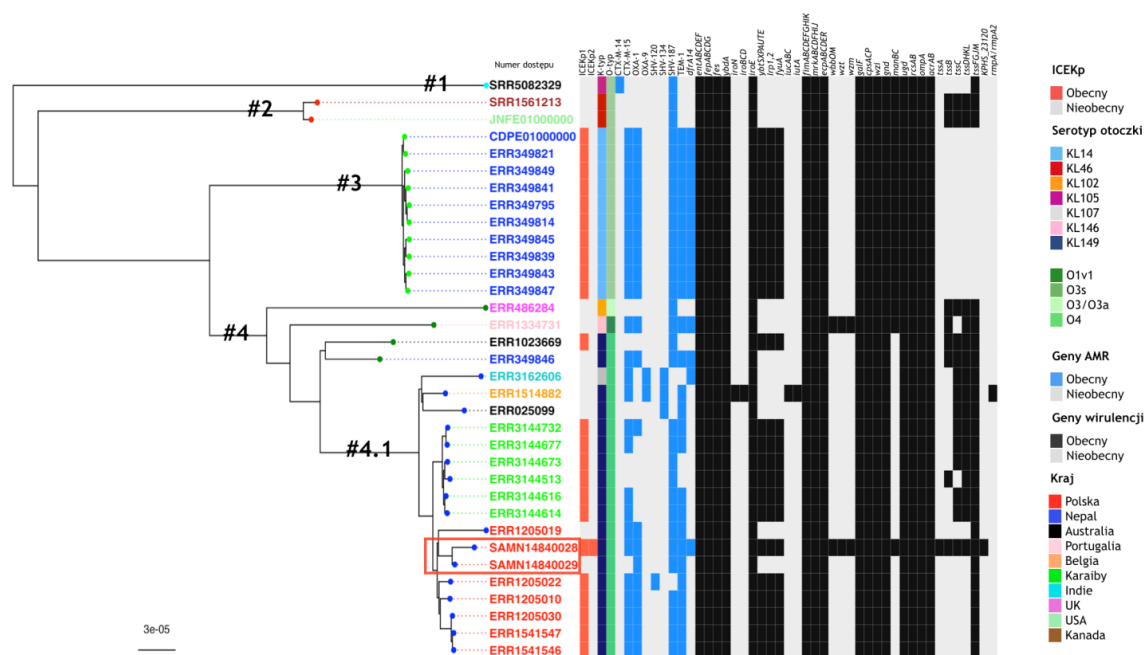 Numer dostępu
ICEKp1
ICEKp2
K-typ
O-typ
CTX-M-14
CTX-M-15
OXA-1
OXA-9
SHV-120
SHV-134
SHV-187
TEM-1
dfrA14
entABCDEF
fepABCDG
fes
ybdA
iroN
iroBCD
iroE
ybtSXPAUTE
irp1,2
fyuA
iucABC
iutA
fimABCDEFGHIK
mrkABCDFHIJ
ecpABCDER
wbbOM
wzt
wzm
galF
cpsACP
wzi
gnd
manBC
ugd
rcsAB
ompA
acrAB
tssA
tssB
tssC
tssDHKL
tssFGJM
KPHS_23120
rmpA/rmpA2
#1
SRR5082329
#2
SRR1561213
JNFE01000000
CDPE01000000
ERR349821
ERR349849
#3
ERR349841
ERR349795
ERR349814
ERR349845
ERR349839
ERR349843
ERR349847
ERR486284
#4
ERR1334731
ERR1023669
ERR349846
ERR3162606
ERR1514882
ERR025099
ERR3144732
#4.1
ERR3144677
ERR3144673
ERR3144513
ERR3144616
ERR3144614
ERR1205019
SAMN14840028
SAMN14840029
ERR1205022
ERR1205010
ERR1205030
ERR1541547
ERR1541546
3e-05
ICEKp
Obecny
Nieobecny
Serotyp otoczki
KL14
KL46
KL102
KL105
KL107
KL146
KL149
O1v1
O3s
O3/O3a
O4
Geny AMR
Obecny
Nieobecny
Geny wirulencji
Obecny
Nieobecny
Kraj
Polska
Nepal
Australia
Portugalia
Belgia
Karaiby
Indie
UK
USA
Kanada